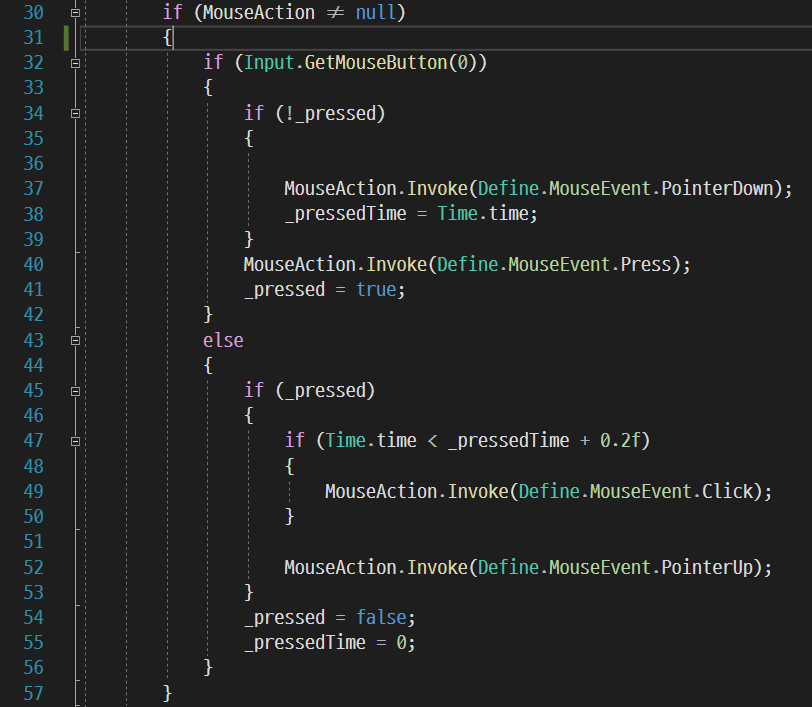 30 if (MouseAction ≠ null)
31 {
32 if (Input.GetMouseButton(0))
33 {
34 if (!_pressed)
35 {
36
37 MouseAction.Invoke(Define.MouseEvent.PointerDown);
38 _pressedTime = Time.time;
39 }
40 MouseAction.Invoke(Define.MouseEvent.Press);
41 _pressed = true;
42 }
43 else
44 {
45 if (_pressed)
46 {
47 if (Time.time < _pressedTime + 0.2f)
48 {
49 MouseAction.Invoke(Define.MouseEvent.Click);
50 }
51
52 MouseAction.Invoke(Define.MouseEvent.PointerUp);
53 }
54 _pressed = false;
55 _pressedTime = 0;
56 }
57 }